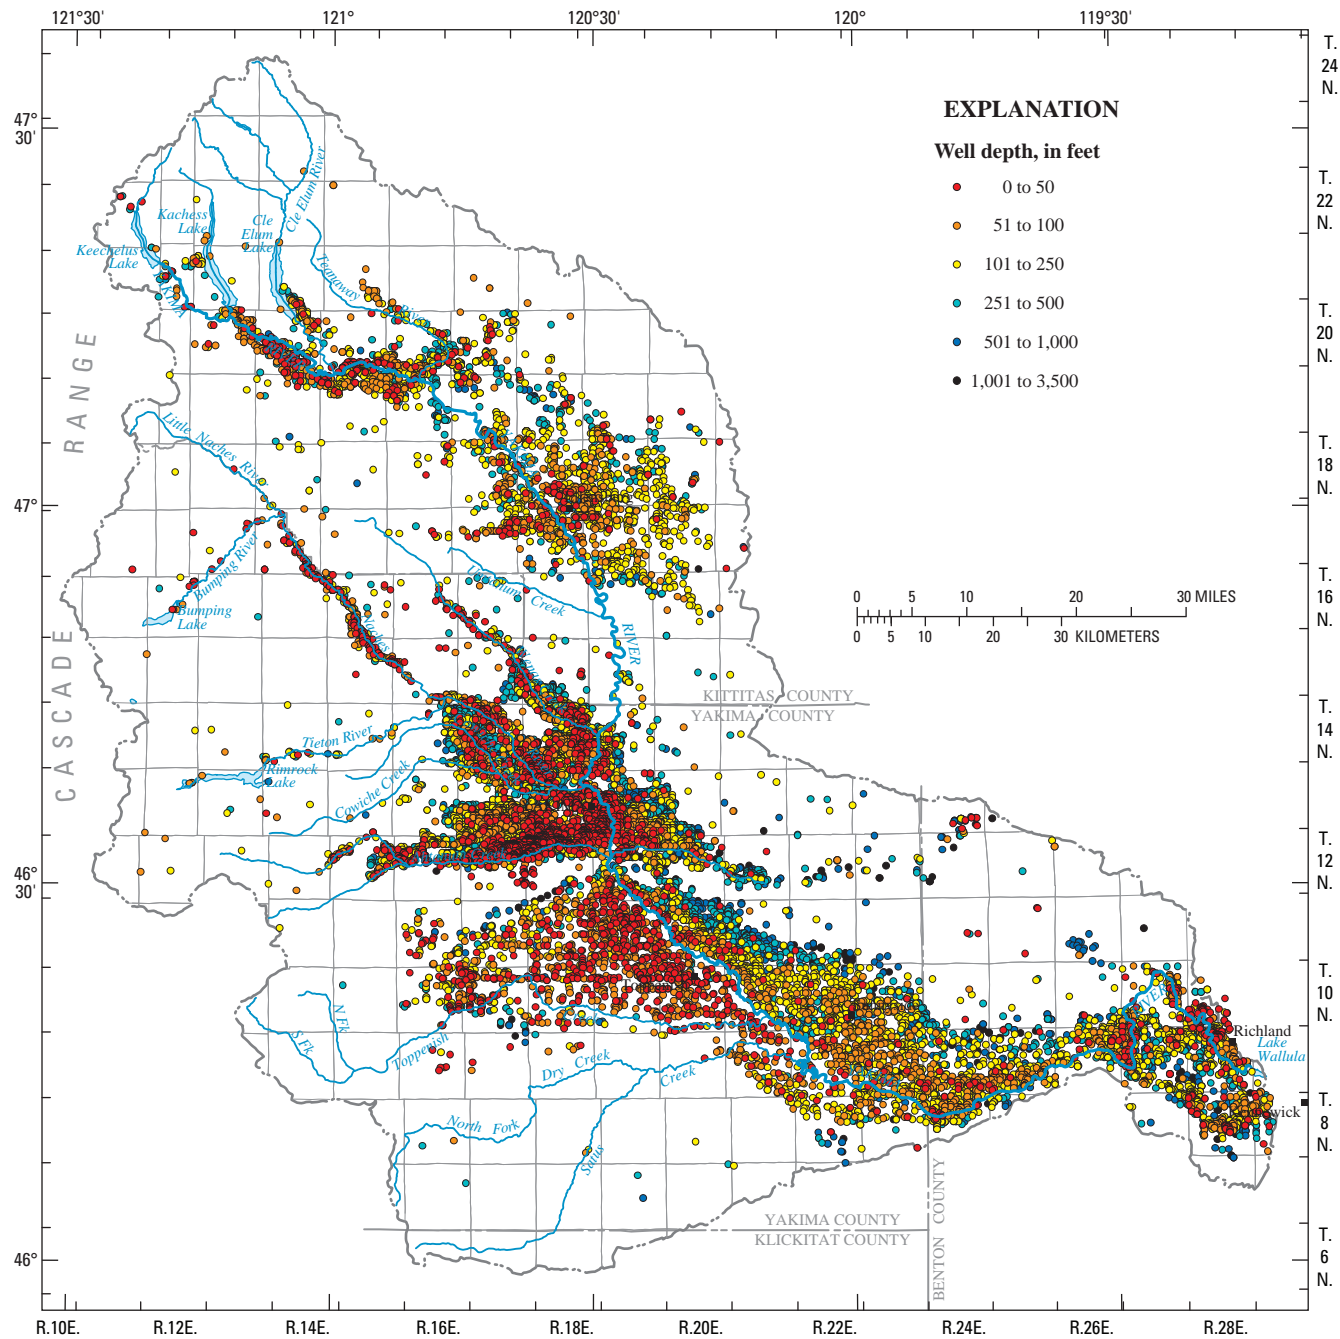 121°30'
121°
120°30'
120°
119°30'
T.
24
N.
47°
30'
EXPLANATION
Well depth, in feet
0 to 50
51 to 100
101 to 250
251 to 500
501 to 1,000
1,001 to 3,500
T.
22
N.
Cle Elum River
Kachess
Lake
Cle
Elum
Lake
Keechelus
Lake
YAKIMA
Teanaway
River
T.
20
N.
CASCADE RANGE
Little Naches River
T.
18
N.
47°
Bumping River
Bumping
Lake
Naches
Creek
T.
16
N.
0 5 10 20 30 MILES
0 5 10 20 30 KILOMETERS
RIVER
KITTITAS COUNTY
YAKIMA COUNTY
T.
14
N.
Tieton River
Rimrock
Lake
Cowiche Creek
T.
12
N.
46°
30'
T.
10
N.
N Fk
S. Fk
Toppenish
RIVER
Richland
Lake
Wallula
Dry Creek
Creek
T.
8
N.
North Fork
Satus
YAKIMA COUNTY
KLICKITAT COUNTY
BENTON COUNTY
46°
T.
6
N.
R.10E.
R.12E.
R.14E.
R.16E.
R.18E.
R.20E.
R.22E.
R.24E.
R.26E.
R.28E.